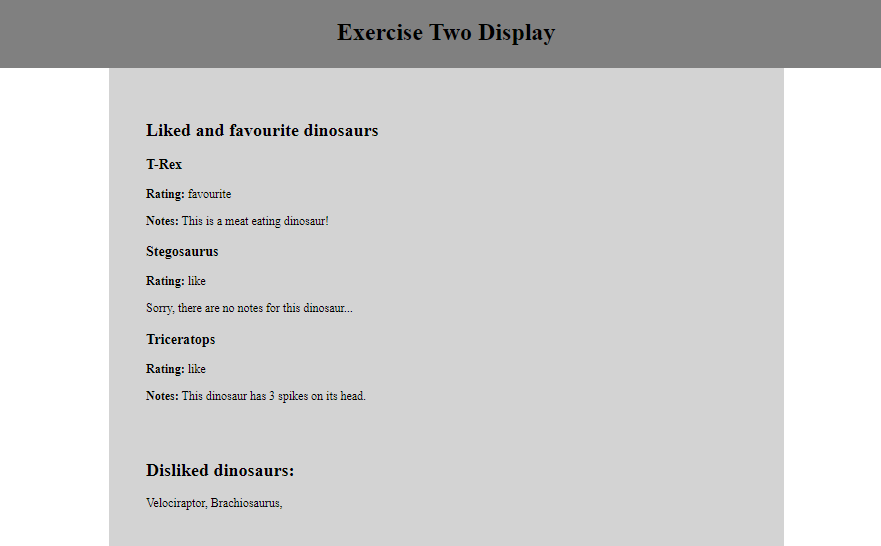 Exercise Two Display
Liked and favourite dinosaurs
T-Rex
Rating: favourite
Notes: This is a meat eating dinosaur!
Stegosaurus
Rating: like
Sorry, there are no notes for this dinosaur...
Triceratops
Rating: like
Notes: This dinosaur has 3 spikes on its head.
Disliked dinosaurs:
Velociraptor, Brachiosaurus,